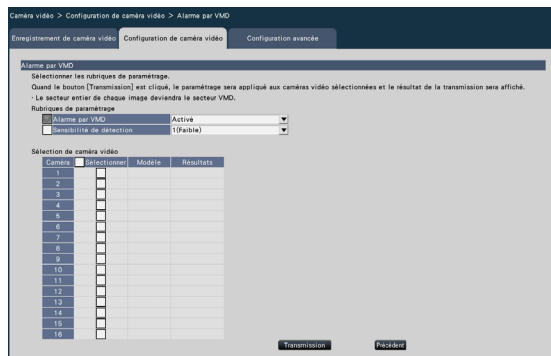 Caméra vidéo > Configuration de caméra vidéo > Alarme par VMD
Enregistrement de caméra vidéo Configuration de caméra vidéo Configuration avancée
Alarme par VMD
Sélectionner les rubriques de paramétrage.
Quand le bouton [Transmission] est cliqué, le paramétrage sera appliqué aux caméras vidéo sélectionnées et le résultat de la transmission sera affiché.
· Le secteur entier de chaque image deviendra le secteur VMD.
Rubriques de paramétrage
Alarme par VMD Activé
Sensibilité de détection 1(Faible)
Sélection de caméra vidéo
Caméra Sélectionner Modèle Résultats
1
2
3
4
5
6
7
8
9
10
11
12
13
14
15
16
Transmission Précédent